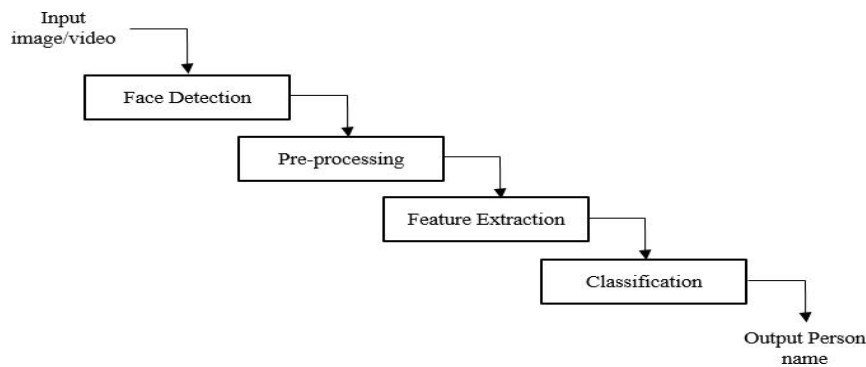 Input
image/video
Face Detection
Pre-processing
Feature Extraction
Classification
Output Person
name